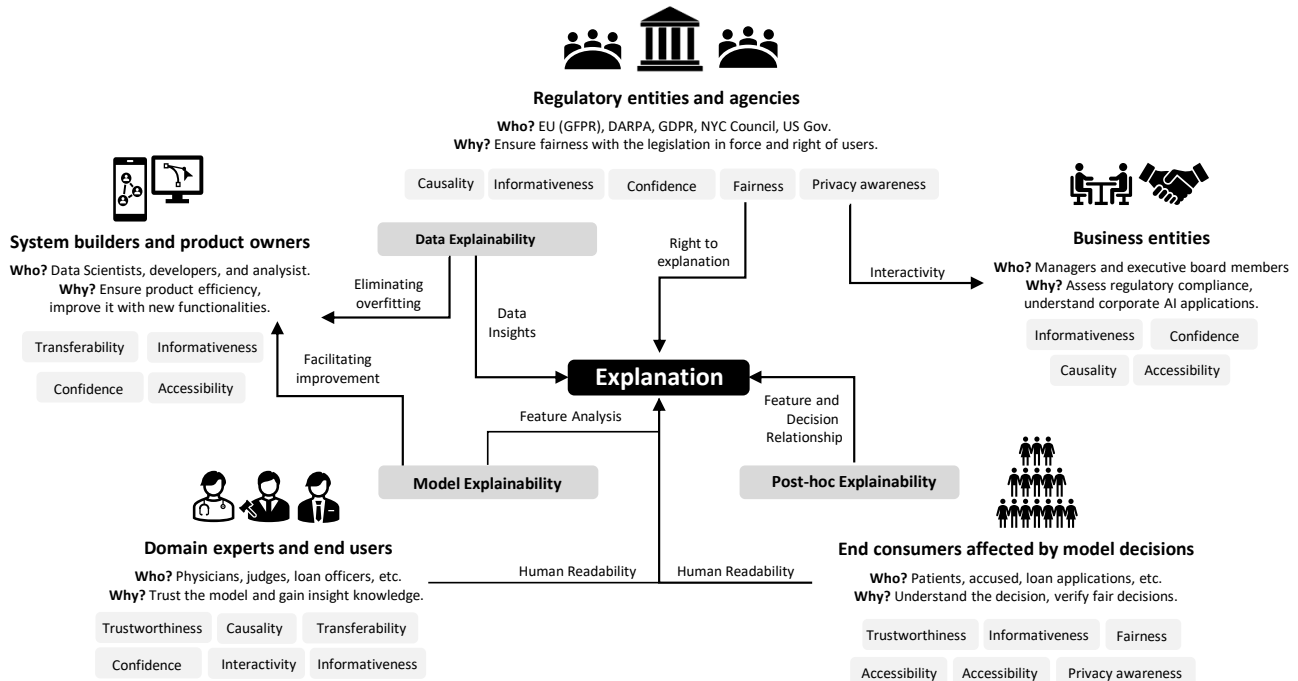 Regulatory entities and agencies
Who? EU (GFPR), DARPA, GDPR, NYC Council, US Gov.
Why? Ensure fairness with the legislation in force and right of users.
Causality
Informativeness
Confidence
Fairness
Privacy awareness
System builders and product owners
Who? Data Scientists, developers, and analyst.
Why? Ensure product efficiency,
improve it with new functionalities.
Transferability
Informativeness
Confidence
Accessibility
Data Explainability
Eliminating
overfitting
Data
Insights
Right to
explanation
Interactivity
Business entities
Who? Managers and executive board members
Why? Assess regulatory compliance,
understand corporate AI applications.
Informativeness
Confidence
Causality
Accessibility
Facilitating
improvement
Explanation
Feature Analysis
Feature and
Decision
Relationship
Model Explainability
Post-hoc Explainability
Domain experts and end users
Who? Physicians, judges, loan officers, etc.
Why? Trust the model and gain insight knowledge.
Trustworthiness
Causality
Transferability
Confidence
Interactivity
Informativeness
Human Readability
Human Readability
End consumers affected by model decisions
Who? Patients, accused, loan applications, etc.
Why? Understand the decision, verify fair decisions.
Trustworthiness
Informativeness
Fairness
Accessibility
Accessibility
Privacy awareness